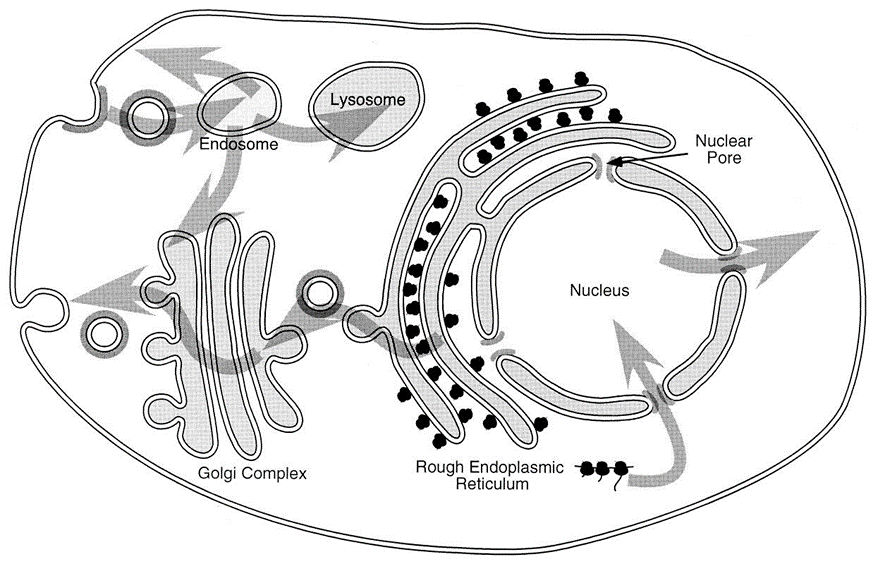 Lysosome
Endosome
Nuclear
Pore
Nucleus
Golgi Complex
Rough Endoplasmic
Reticulum